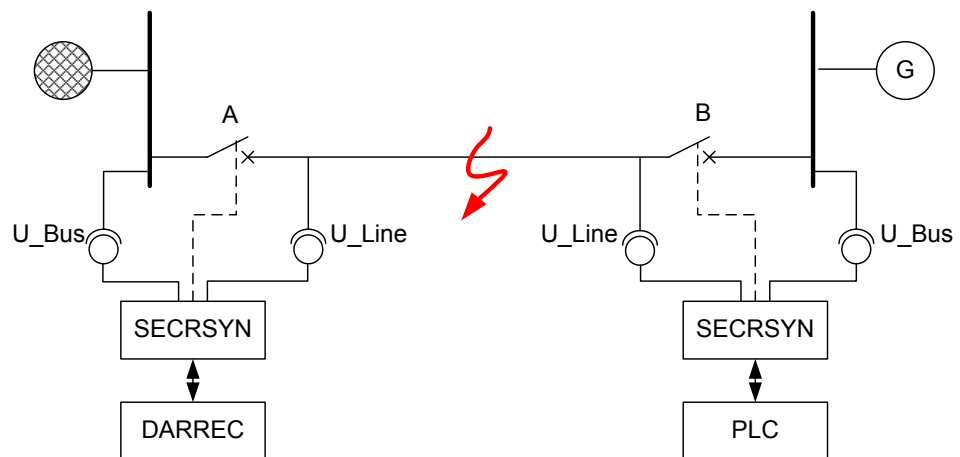 G
A
B
U_Bus
U_Line
U_Line
U_Bus
SECRSYN
SECRSYN
DARREC
PLC